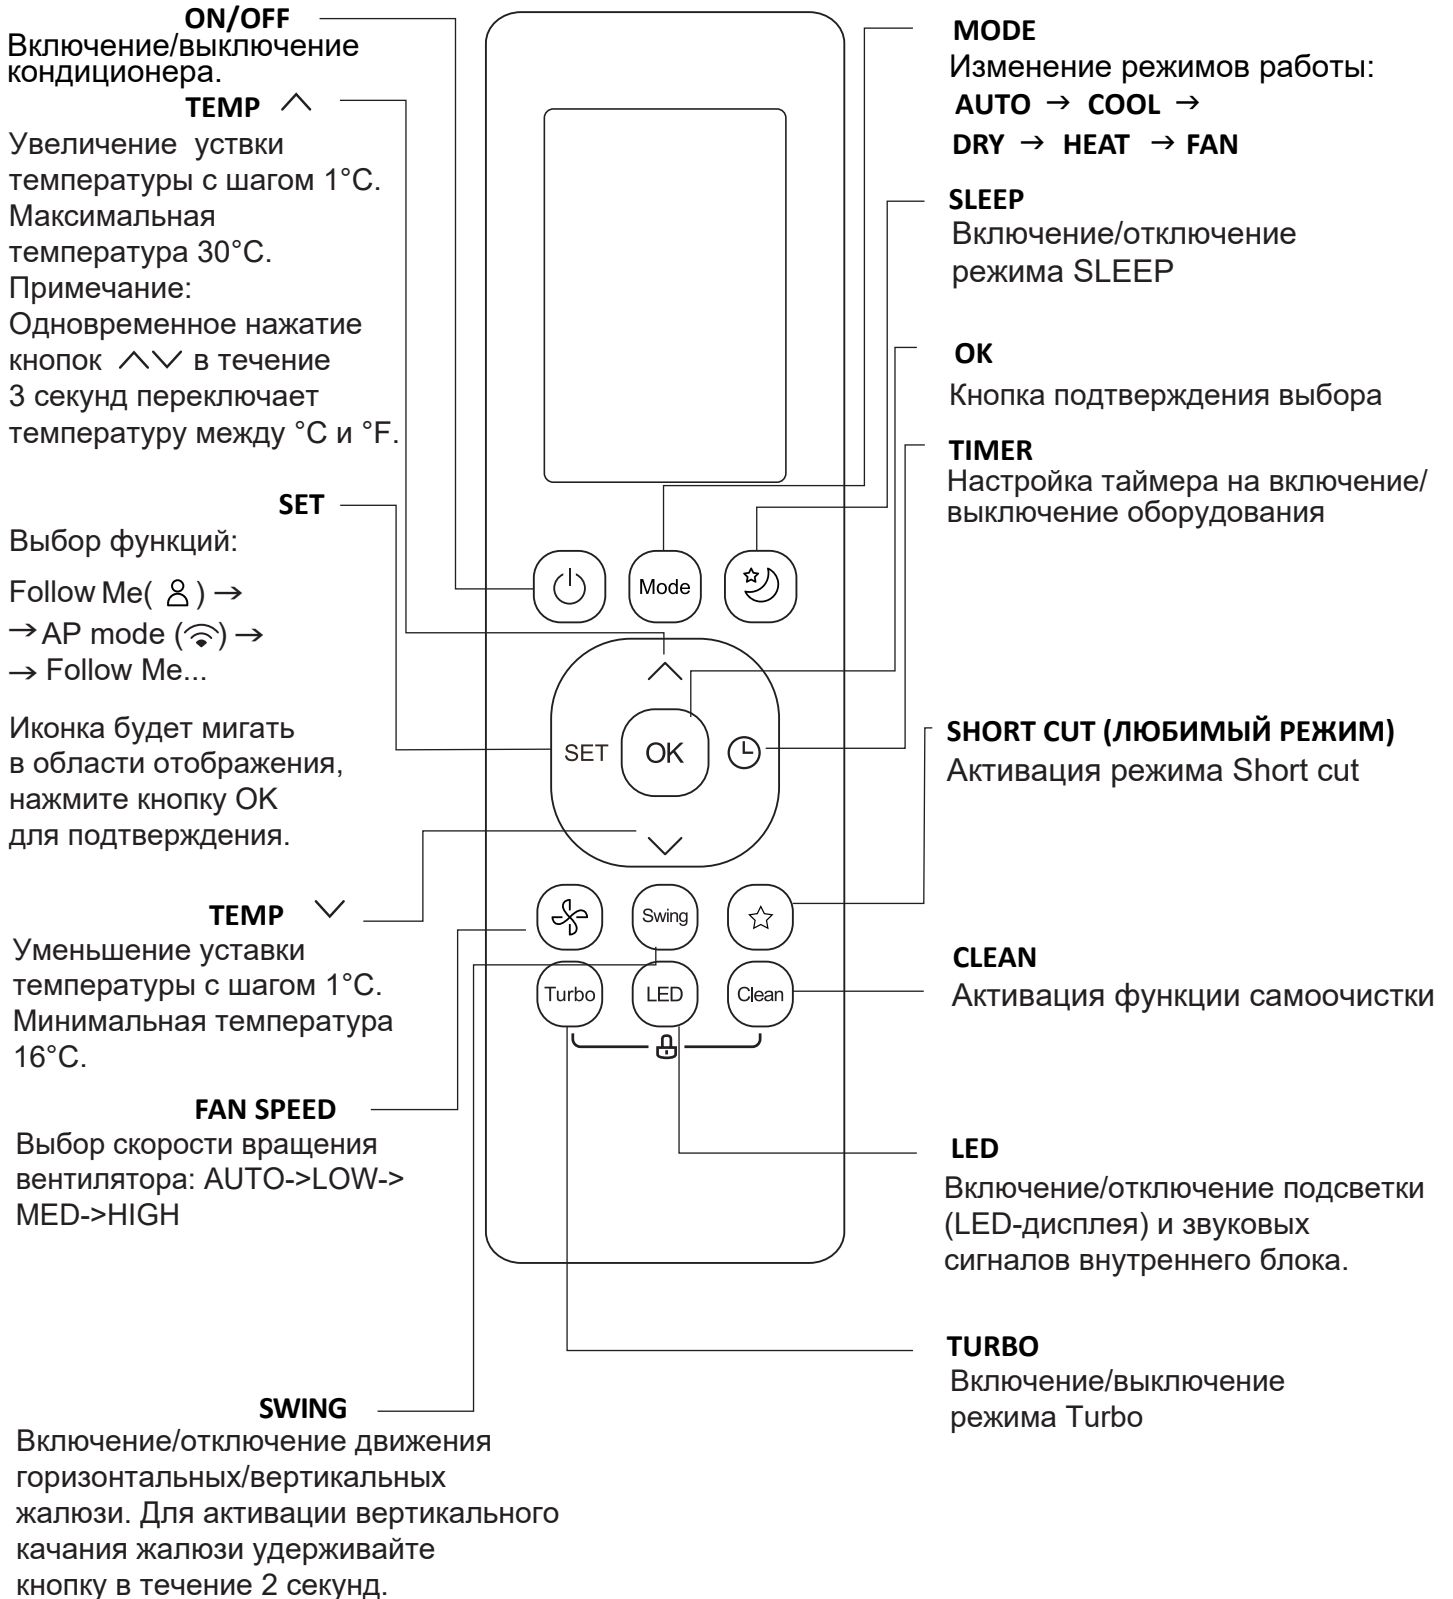 ON/OFF
Включение/выключение
кондиционера.
TEMP
Увеличение уствки
температуры с шагом 1°C.
Максимальная
температура 30°C.
Примечание:
Одновременное нажатие
кнопок в течение
3 секунд переключает
температуру между °C и °F.
SET
Выбор функций:
Follow Me( ) →
→ AP mode ( ) →
→ Follow Me...
Иконка будет мигать
в области отображения,
нажмите кнопку OK
для подтверждения.
TEMP
Уменьшение уставки
температуры с шагом 1°C.
Минимальная температура
16°C.
FAN SPEED
Выбор скорости вращения
вентилятора: AUTO->LOW->
MED->HIGH
SWING
Включение/отключение движения
горизонтальных/вертикальных
жалюзи. Для активации вертикального
качания жалюзи удерживайте
кнопку в течение 2 секунд.
Mode
SET OK
Swing
Turbo LED Clean
MODE
Изменение режимов работы:
AUTO → COOL →
DRY → HEAT → FAN
SLEEP
Включение/отключение
режима SLEEP
OK
Кнопка подтверждения выбора
TIMER
Настройка таймера на включение/
выключение оборудования
SHORT CUT (ЛЮБИМЫЙ РЕЖИМ)
Активация режима Short cut
CLEAN
Активация функции самоочистки
LED
Включение/отключение подсветки
(LED-дисплея) и звуковых
сигналов внутреннего блока.
TURBO
Включение/выключение
режима Turbo